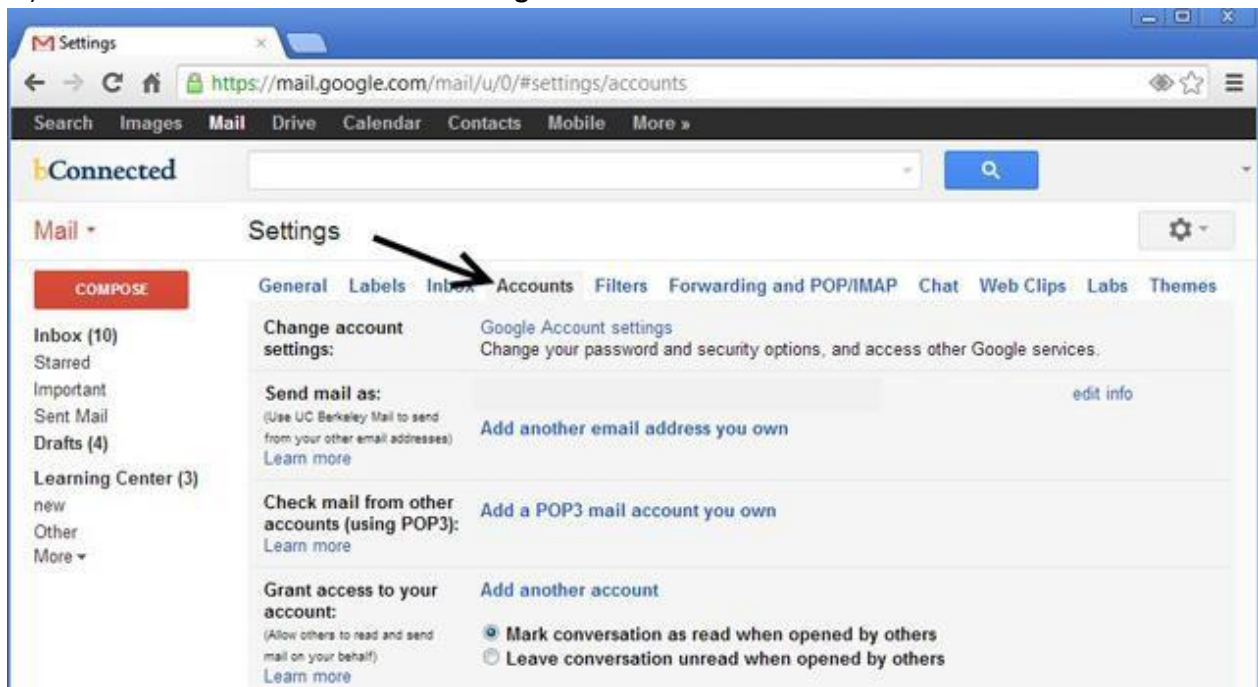 Settings
https://mail.google.com/mail/u/0/#settings/accounts
Search Images Mail Drive Calendar Contacts Mobile More »
bConnected
Mail
Settings
COMPOSE
Inbox (10)
Starred
Important
Sent Mail
Drafts (4)
Learning Center (3)
new
Other
More
General Labels Inbox Accounts Filters Forwarding and POP/IMAP Chat Web Clips Labs Themes
Change account
settings:
Google Account settings
Change your password and security options, and access other Google services.
Send mail as:
(Use UC Berkeley Mail to send
from your other email addresses)
Learn more
edit info
Add another email address you own
Check mail from other
accounts (using POP3):
Learn more
Add a POP3 mail account you own
Grant access to your
account:
(Allow others to read and send
mail on your behalf)
Learn more
Add another account
Mark conversation as read when opened by others
Leave conversation unread when opened by others